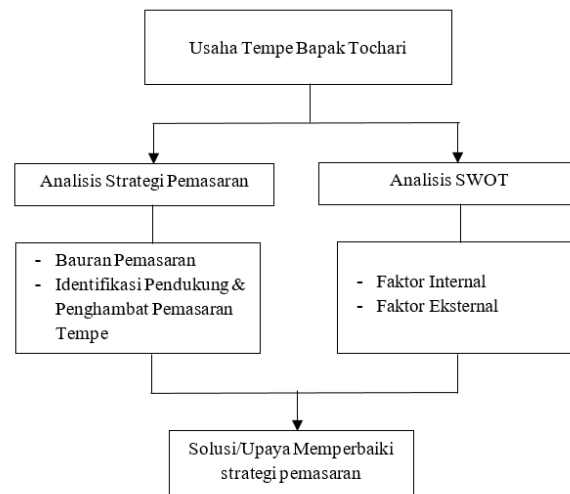 Usaha Tempe Bapak Tochari
Analisis Strategi Pemasaran
Analisis SWOT
- Bauran Pemasaran
- Identifikasi Pendukung &
Penghambat Pemasaran
Tempe
- Faktor Internal
- Faktor Eksternal
Solusi/Upaya Memperbaiki
strategi pemasaran